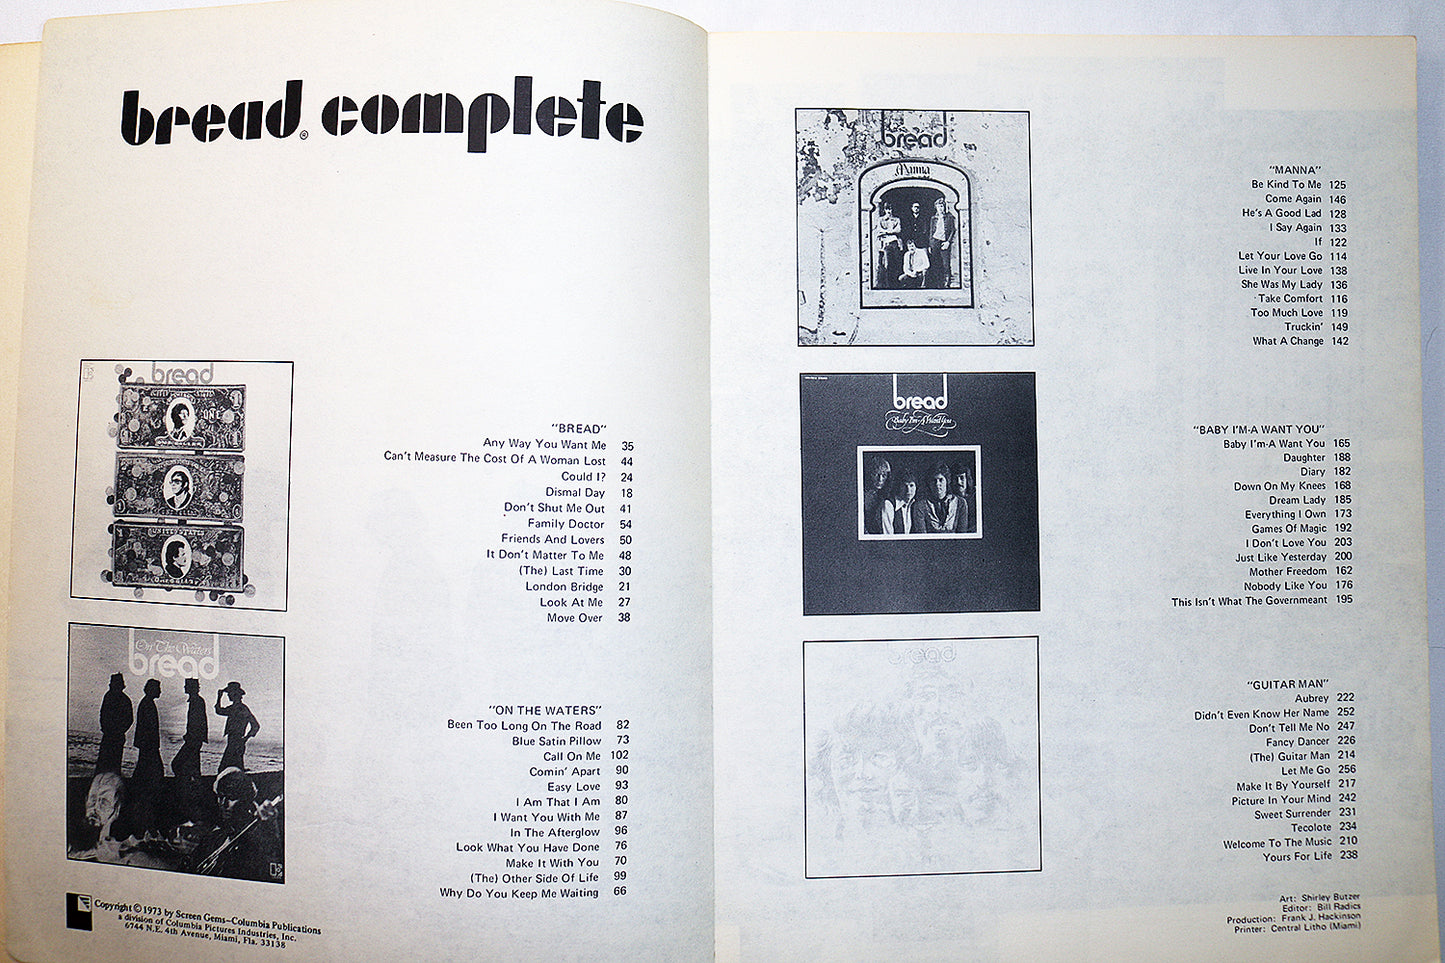 bread® complete
bread
"BREAD"
Any Way You Want Me 35
Can't Measure The Cost Of A Woman Lost 44
Could I? 24
Dismal Day 18
Don't Shut Me Out 41
Family Doctor 54
Friends And Lovers 50
It Don't Matter To Me 48
(The) Last Time 30
London Bridge 21
Look At Me 27
Move Over 38
On The Waters
bread
"ON THE WATERS"
Been Too Long On The Road 82
Blue Satin Pillow 73
Call On Me 102
Comin' Apart 90
Easy Love 93
I Am That I Am 80
I Want You With Me 87
In The Afterglow 96
Look What You Have Done 76
Make It With You 70
(The) Other Side Of Life 99
Why Do You Keep Me Waiting 66
Copyright © 1973 by Screen Gems-Columbia Publications
a division of Columbia Pictures Industries, Inc.
6744 N.E. 4th Avenue, Miami, Fla. 33138
bread
Manna
"MANNA"
Be Kind To Me 125
Come Again 146
He's A Good Lad 128
I Say Again 133
If 122
Let Your Love Go 114
Live In Your Love 138
She Was My Lady 136
Take Comfort 116
Too Much Love 119
Truckin' 149
What A Change 142
bread
Baby I'm-A Want You
"BABY I'M-A WANT YOU"
Baby I'm-A Want You 165
Daughter 188
Diary 182
Down On My Knees 168
Dream Lady 185
Everything I Own 173
Games Of Magic 192
I Don't Love You 203
Just Like Yesterday 200
Mother Freedom 162
Nobody Like You 176
This Isn't What The Governmeant 195
bread
"GUITAR MAN"
Aubrey 222
Didn't Even Know Her Name 252
Don't Tell Me No 247
Fancy Dancer 226
(The) Guitar Man 214
Let Me Go 256
Make It By Yourself 217
Picture In Your Mind 242
Sweet Surrender 231
Tecolote 234
Welcome To The Music 210
Yours For Life 238
Art: Shirley Butzer
Editor: Bill Radics
Production: Frank J. Hackinson
Printer: Central Litho (Miami)